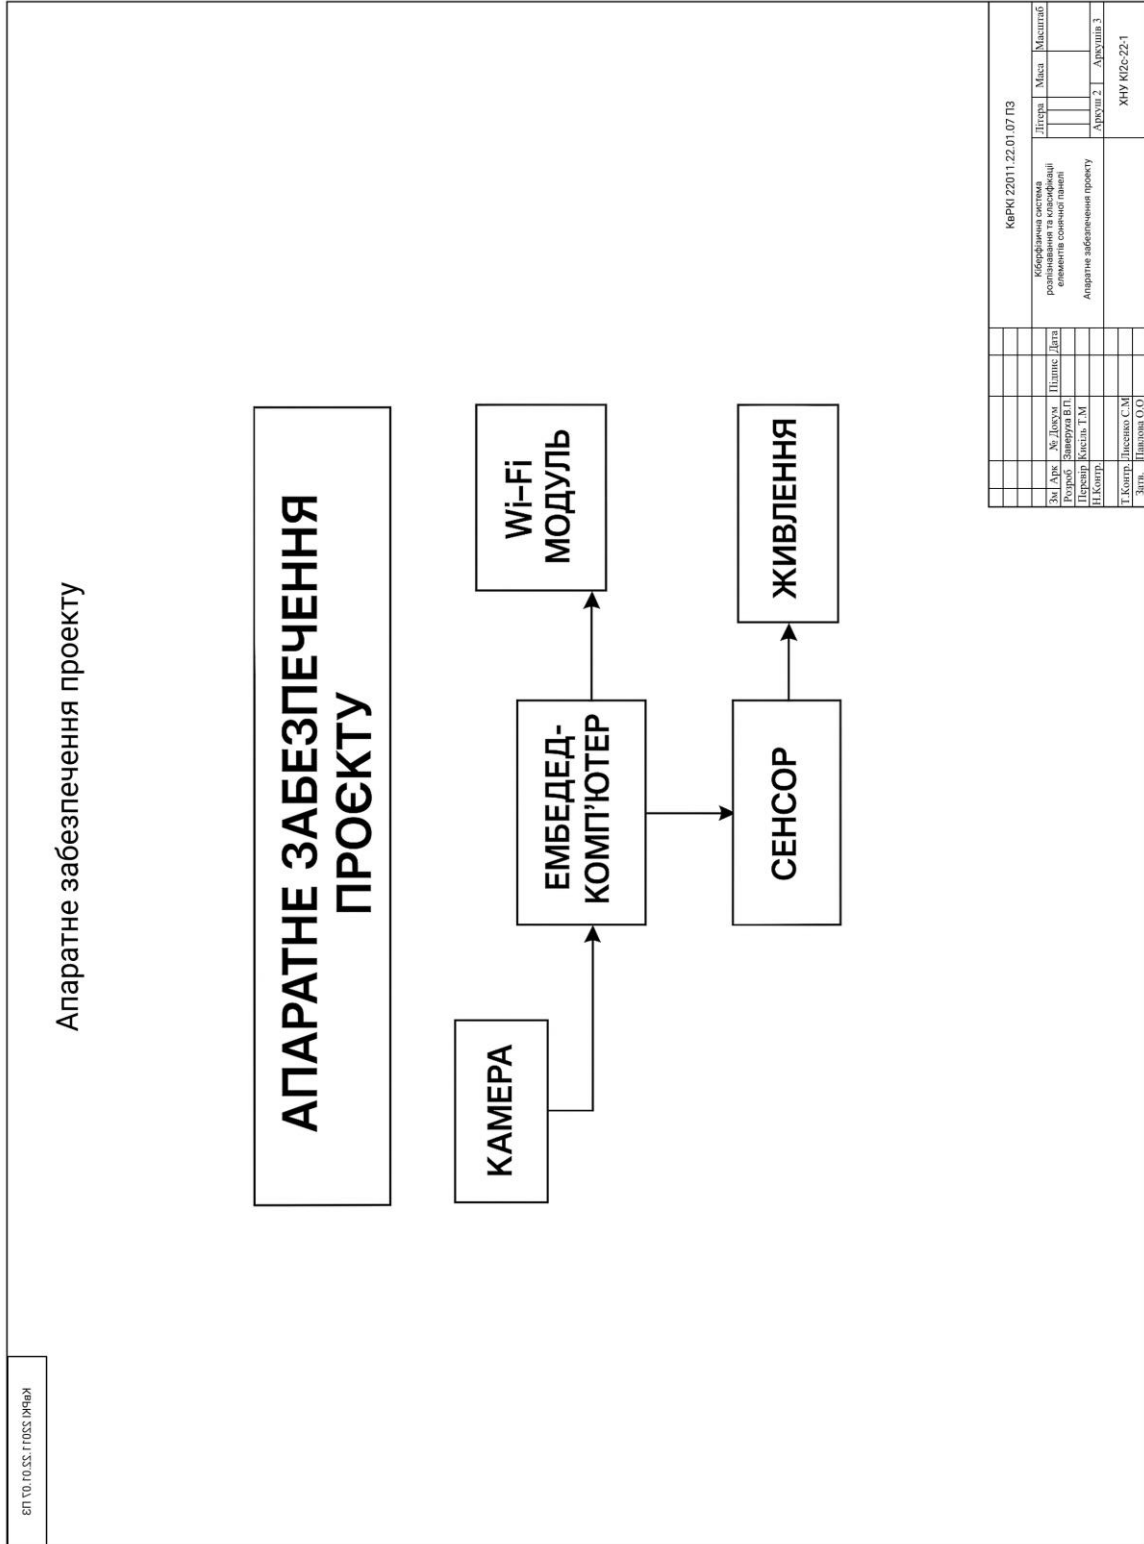 КвРКІ 22011.22.01.07 ПЗ
Апаратне забезпечення проекту
АПАРАТНЕ ЗАБЕЗПЕЧЕННЯ
ПРОЄКТУ
КАМЕРА
ЕМБЕДЕД-
КОМП'ЮТЕР
Wi–Fi
МОДУЛЬ
СЕНСОР
ЖИВЛЕННЯ
КвРКІ 22011.22.01.07 ПЗ
Зм Арк № Докум Підпис Дата
Розроб Заверуха В.П.
Перевір Кисіль Т.М
Н.Контр.
Т.Контр. Лисенко С.М
Затв. Павлова О.О
Кіберфізична система
розпізнавання та класифікації
елементів сонячної панелі
Апаратне забезпечення проекту
Літера Маса Масштаб
Аркуш 2 Аркушів 3
ХНУ КІ2с-22-1